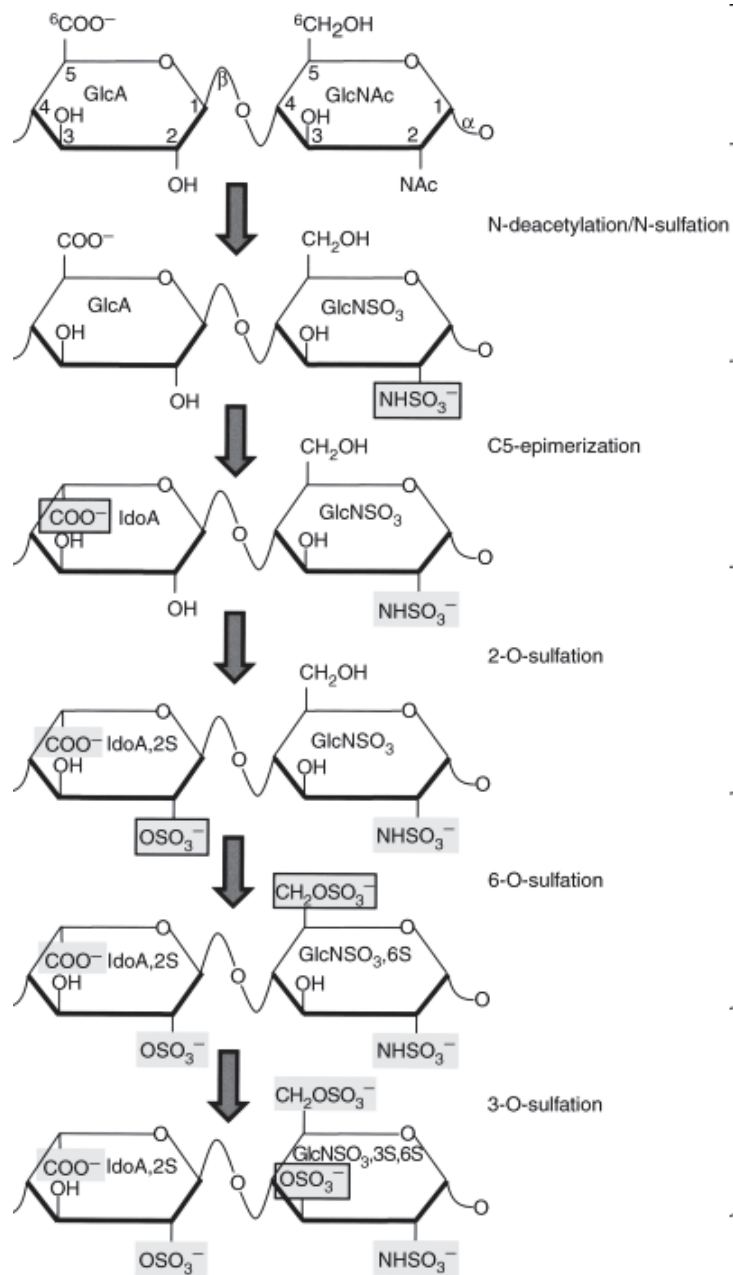 ⁶COO⁻ ⁶CH₂OH
5 O β 5 O
GlcA GlcNAc
4 OH 1 O 4 OH 1 α O
3 2 3 2
OH NAc
N-deacetylation/N-sulfation
COO⁻ CH₂OH
O O
GlcA GlcNSO₃
OH O OH O
OH NHSO₃⁻
C5-epimerization
CH₂OH
O O
COO⁻ IdoA GlcNSO₃
OH O OH O
OH NHSO₃⁻
2-O-sulfation
CH₂OH
O O
COO⁻ IdoA,2S GlcNSO₃
OH O OH O
OSO₃⁻ NHSO₃⁻
6-O-sulfation
CH₂OSO₃⁻
O O
COO⁻ IdoA,2S GlcNSO₃,6S
OH O OH O
OSO₃⁻ NHSO₃⁻
3-O-sulfation
CH₂OSO₃⁻
O O
COO⁻ IdoA,2S GlcNSO₃,3S,6S
OH O OSO₃⁻ O
OSO₃⁻ NHSO₃⁻